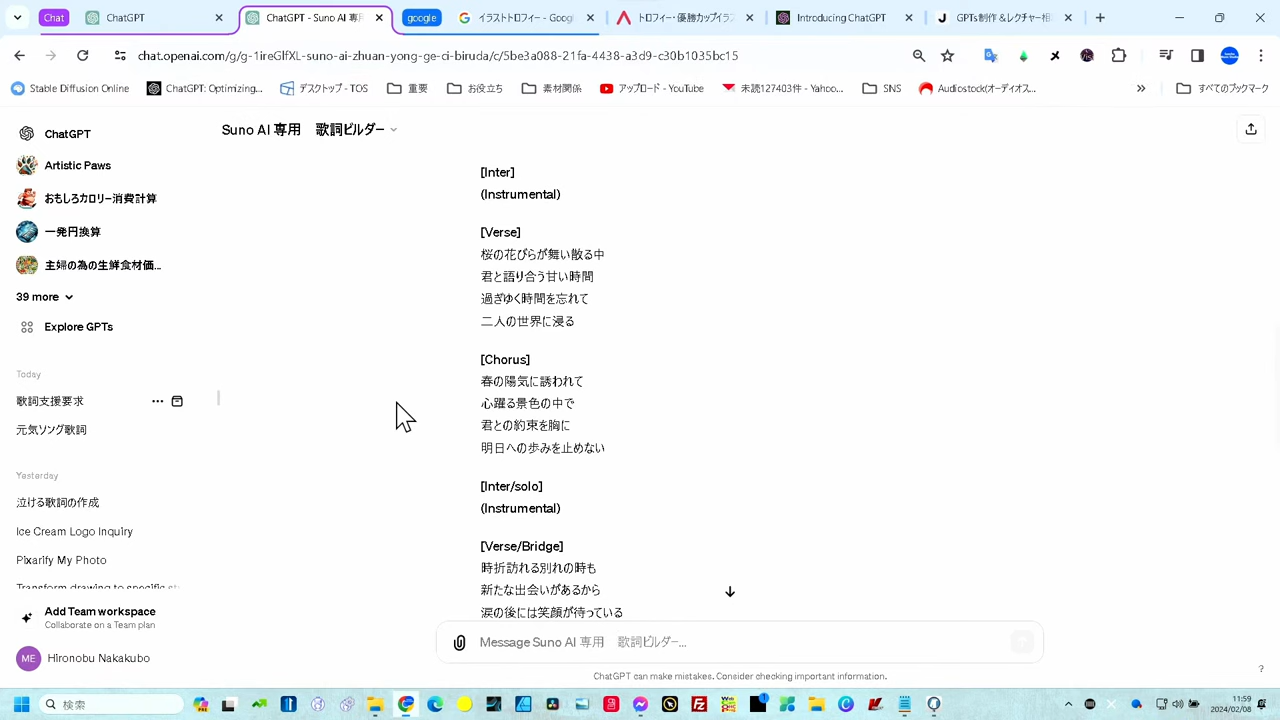 Chat
ChatGPT
ChatGPT - Suno AI 専用
google
イラストトロフィー - Googl
トロフィー・優勝カップイラス
Introducing ChatGPT
GPTs制作 &レクチャー相
chat.openai.com/g/g-1ireGlfXL-suno-ai-zhuan-yong-ge-ci-biruda/c/5be3a088-21fa-4438-a3d9-c30b1035bc15
Stable Diffusion Online
ChatGPT: Optimizing...
デスクトップ - TOS
重要
お役立ち
素材関係
アップロード - YouTube
未読127403件 - Yahoo...
SNS
Audiostock(オーディオス...
すべてのブックマーク
ChatGPT
Artistic Paws
おもしろカロリー消費計算
一発円換算
主婦の為の生鮮食材価...
39 more
Explore GPTs
Today
歌詞支援要求
元気ソング歌詞
Yesterday
泣ける歌詞の作成
Ice Cream Logo Inquiry
Pixarify My Photo
Transform drawing to specific st
Add Team workspace
Collaborate on a Team plan
ME
Hironobu Nakakubo
Suno AI 専用 歌詞ビルダー
[Inter]
(Instrumental)
[Verse]
桜の花びらが舞い散る中
君と語り合う甘い時間
過ぎゆく時間を忘れて
二人の世界に浸る
[Chorus]
春の陽気に誘われて
心躍る景色の中で
君との約束を胸に
明日への歩みを止めない
[Inter/solo]
(Instrumental)
[Verse/Bridge]
時折訪れる別れの時も
新たな出会いがあるから
涙の後には笑顔が待っている
Message Suno AI 専用 歌詞ビルダー...
ChatGPT can make mistakes. Consider checking important information.
?
検索
11:59
2024/02/08